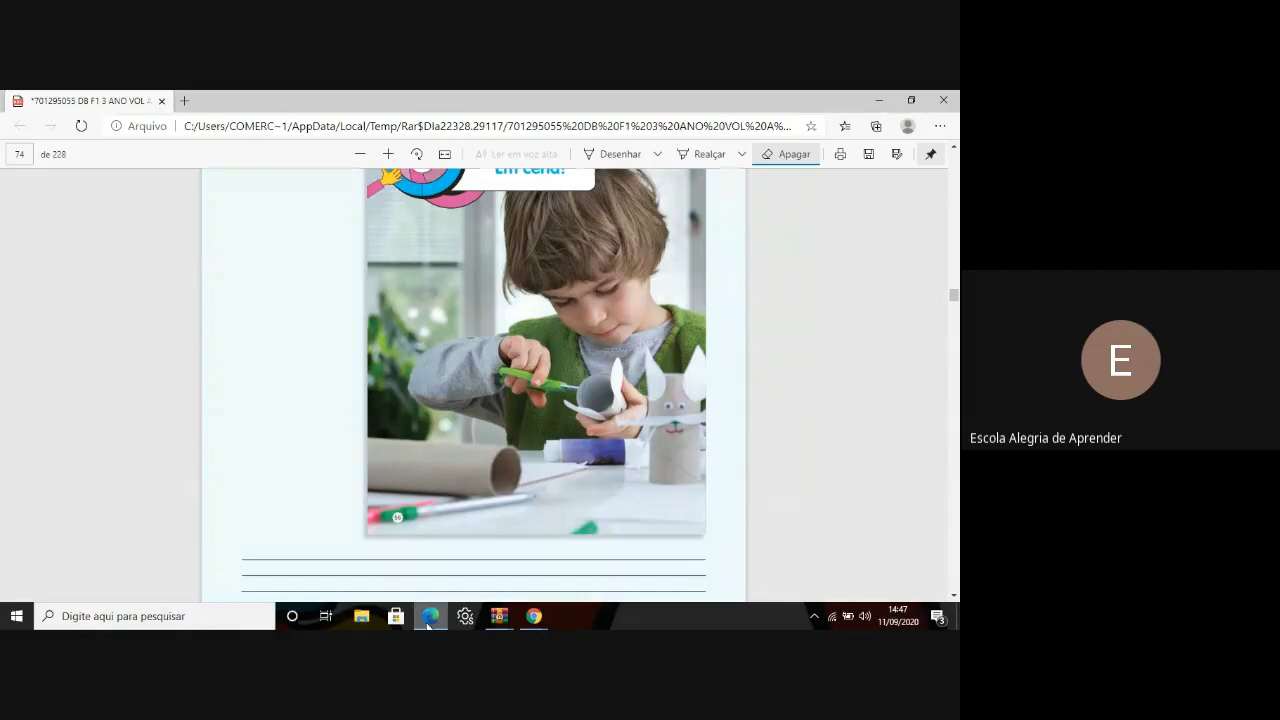 *701295055 DB F1 3 ANO VOL A
Arquivo
C:/Users/COMERC~1/AppData/Local/Temp/Rar$DIa22328.29117/701295055%20DB%20F1%203%20ANO%20VOL%20A%...
74 de 228
Ler em voz alta
Desenhar
Realçar
Apagar
Em cena!
56
Escola Alegria de Aprender
E
Digite aqui para pesquisar
14:47
11/09/2020
3